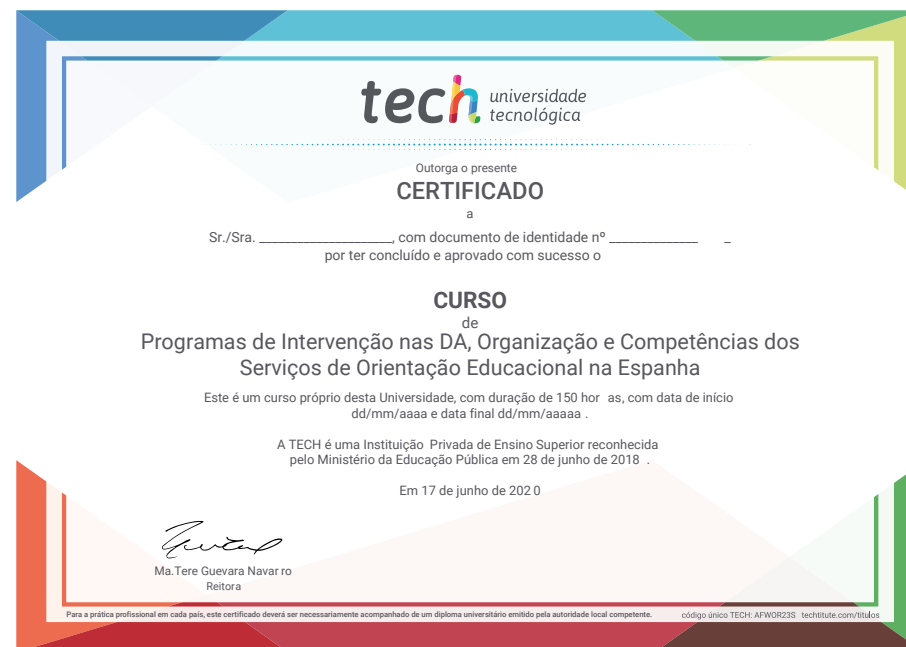 tech universidade
tecnológica
Outorga o presente
CERTIFICADO
a
Sr./Sra. ______________________, com documento de identidade nº ______________ _
por ter concluído e aprovado com sucesso o
CURSO
de
Programas de Intervenção nas DA, Organização e Competências dos
Serviços de Orientação Educacional na Espanha
Este é um curso próprio desta Universidade, com duração de 150 hor as, com data de início
dd/mm/aaaa e data final dd/mm/aaaaa .
A TECH é uma Instituição Privada de Ensino Superior reconhecida
pelo Ministério da Educação Pública em 28 de junho de 2018 .
Em 17 de junho de 202 0
Ma.Tere Guevara Navar ro
Reitora
Para a prática profissional em cada país, este certificado deverá ser necessariamente acompanhado de um diploma universitário emitido pela autoridade local competente. código único TECH: AFWOR23S techtitute.com/titulos